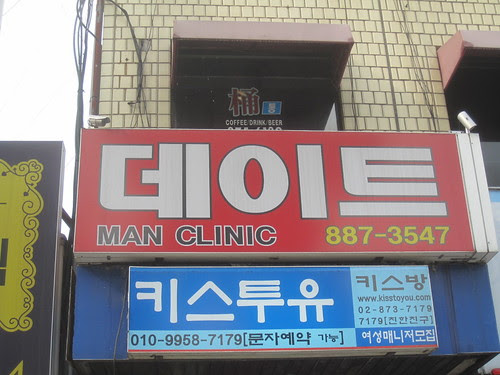 桶
COFFEE/DRINK/BEER
데이트
MAN CLINIC 887-3547
키스투유
키스방
www.kisstoyou.com
02-873-7179
7179[친한친구]
010-9958-7179[문자예약 가능]
여성매니저모집